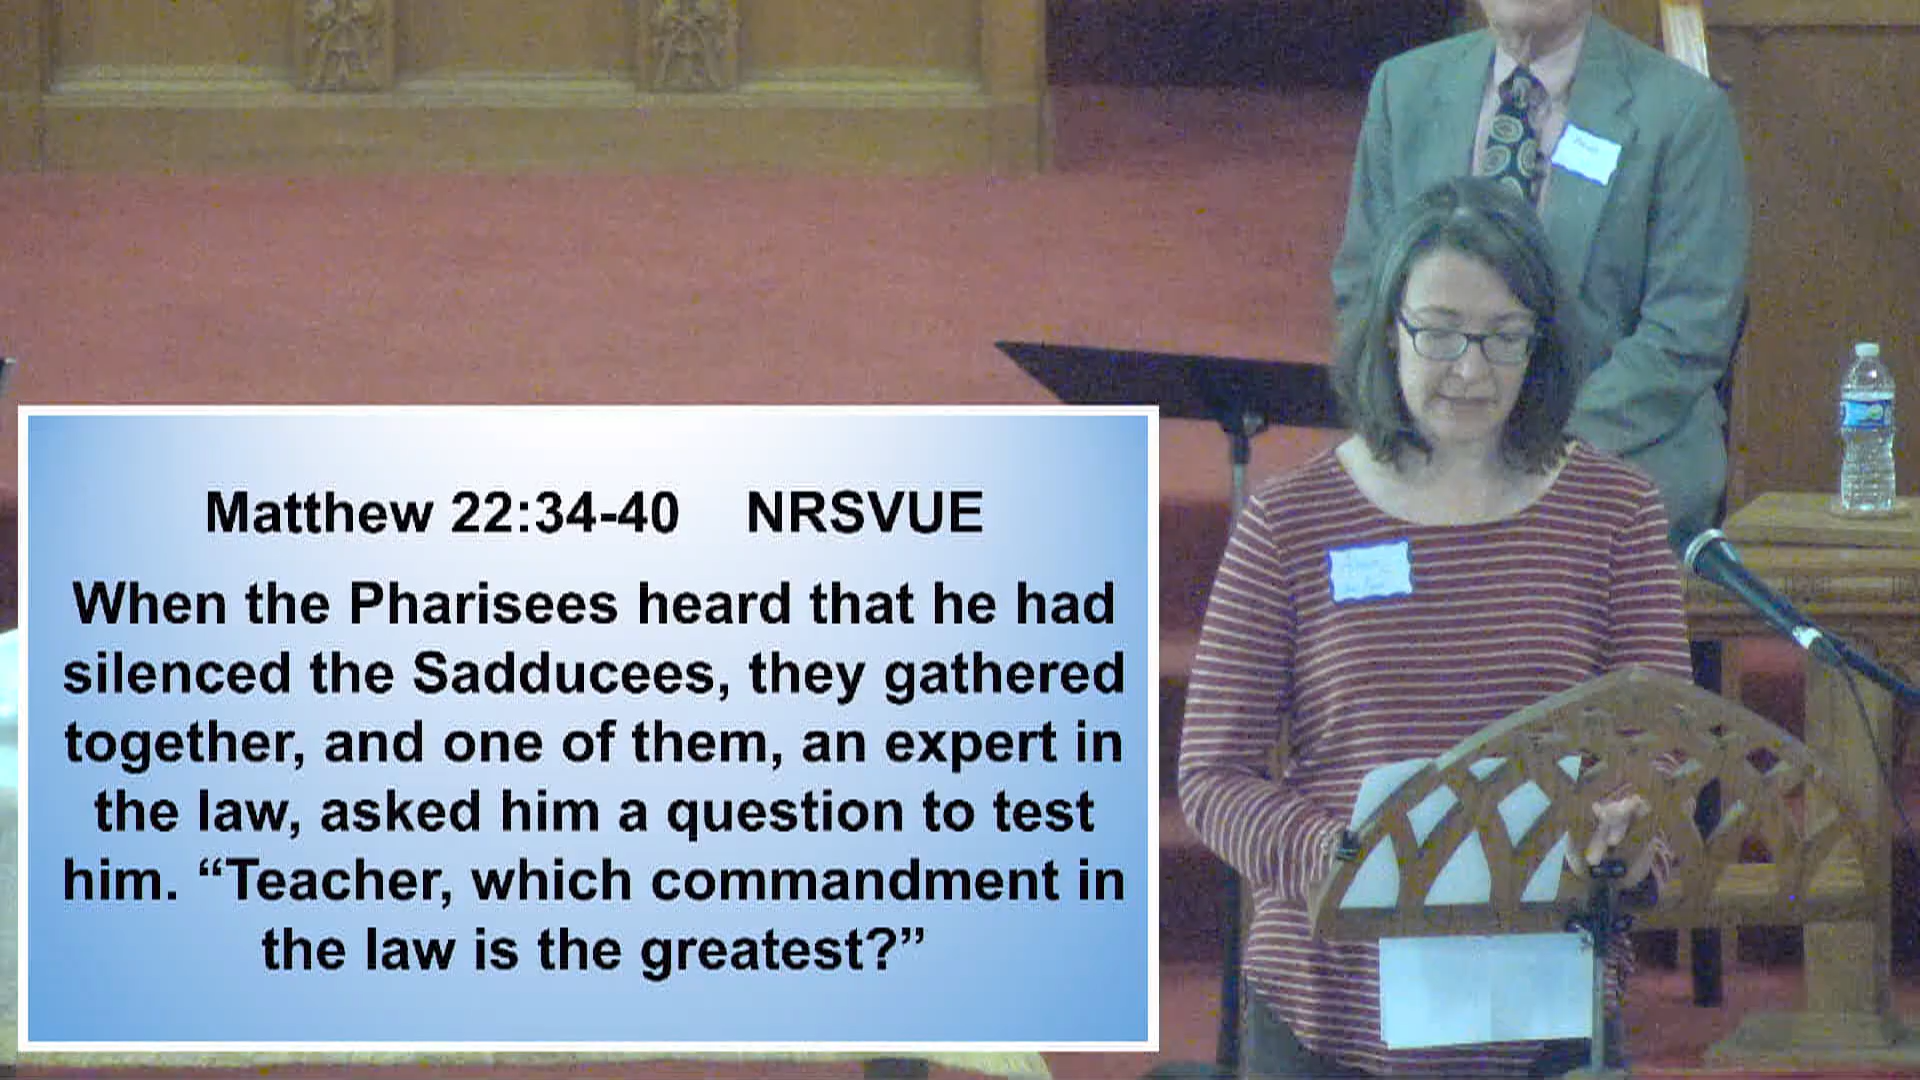 Matthew 22:34-40 NRSVUE
When the Pharisees heard that he had
silenced the Sadducees, they gathered
together, and one of them, an expert in
the law, asked him a question to test
him. “Teacher, which commandment in
the law is the greatest?”